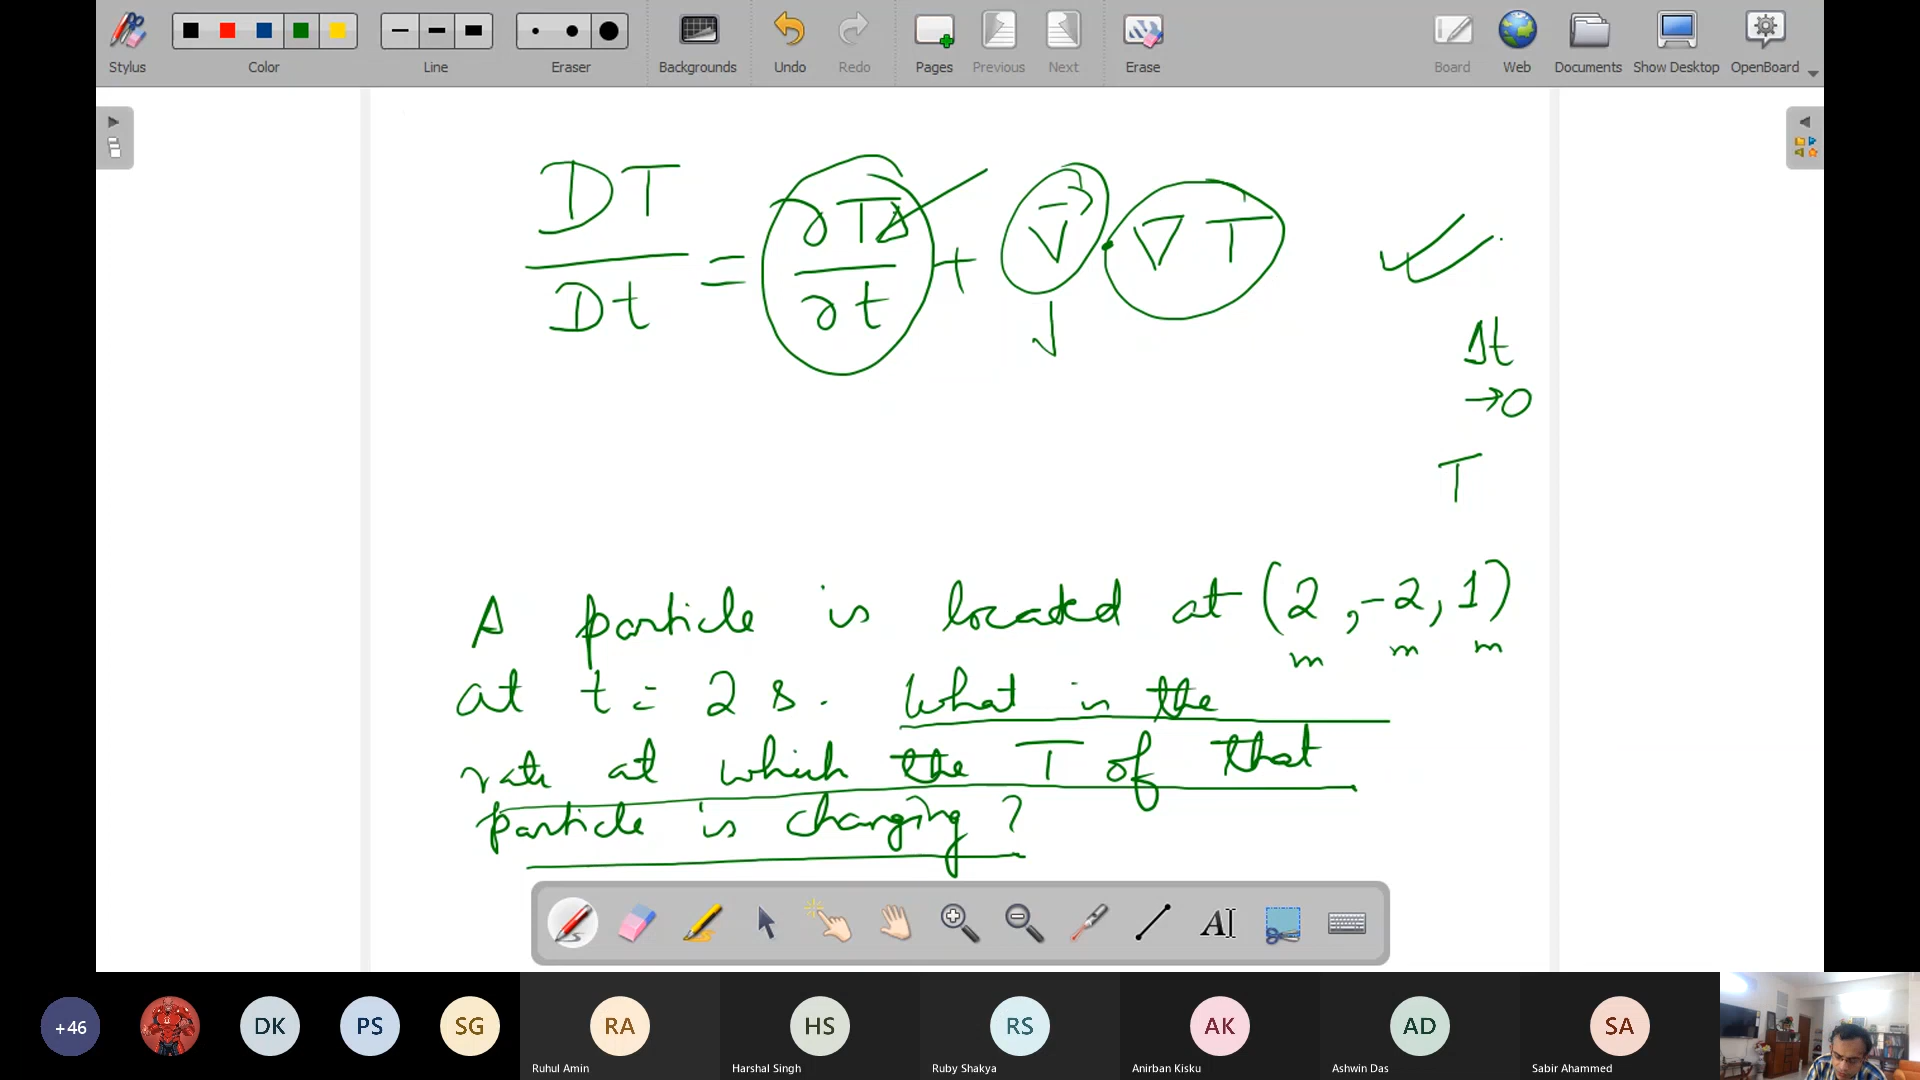 Stylus
Color
Line
Eraser
Backgrounds
Undo
Redo
Pages
Previous
Next
Erase
Board
Web
Documents
Show Desktop
OpenBoard
DT/Dt = ∂T/∂t + V⃗ · ∇T
Δt
→0
T
A particle is located at (2, -2, 1)
m m m
at t = 2 s. What is the
rate at which the T of that
particle is changing?
AI
+46
DK
PS
SG
RA
HS
RS
AK
AD
SA
Ruhul Amin
Harshal Singh
Ruby Shakya
Anirban Kisku
Ashwin Das
Sabir Ahammed